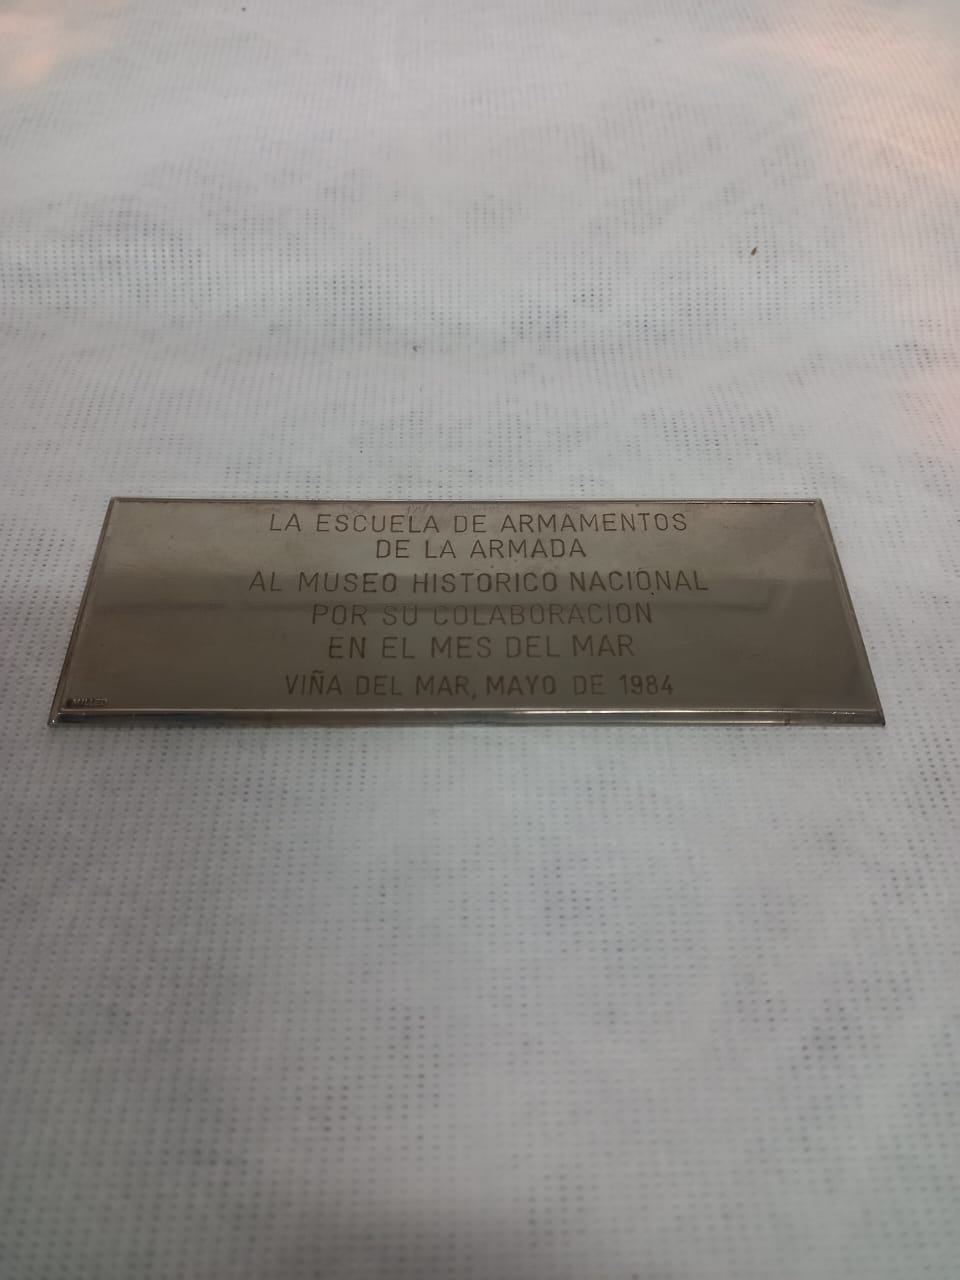 LA ESCUELA DE ARMAMENTOS
DE LA ARMADA
AL MUSEO HISTORICO NACIONAL
POR SU COLABORACION
EN EL MES DEL MAR
VIÑA DEL MAR, MAYO DE 1984